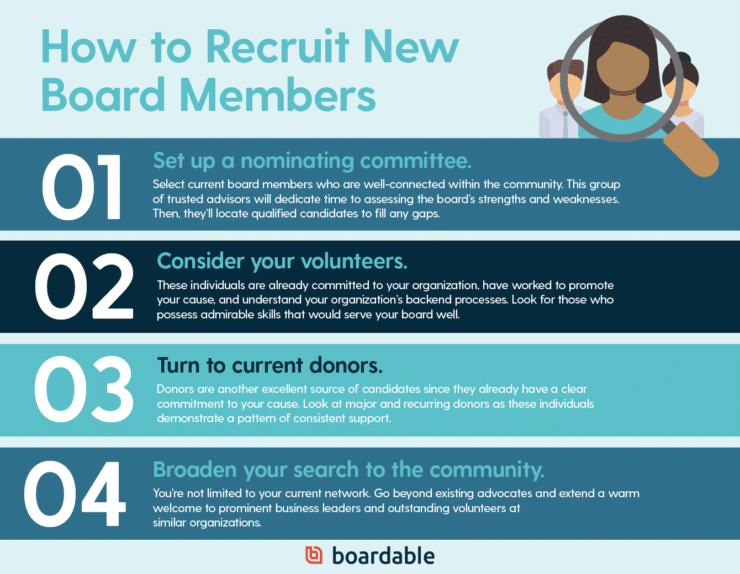 How to Recruit New
Board Members
01
Set up a nominating committee.
Select current board members who are well-connected within the community. This group
of trusted advisors will dedicate time to assessing the board's strengths and weaknesses.
Then, they'll locate qualified candidates to fill any gaps.
02
Consider your volunteers.
These individuals are already committed to your organization, have worked to promote
your cause, and understand your organization's backend processes. Look for those who
possess admirable skills that would serve your board well.
03
Turn to current donors.
Donors are another excellent source of candidates since they already have a clear
commitment to your cause. Look at major and recurring donors as these individuals
demonstrate a pattern of consistent support.
04
Broaden your search to the community.
You're not limited to your current network. Go beyond existing advocates and extend a warm
welcome to prominent business leaders and outstanding volunteers at
similar organizations.
boardable